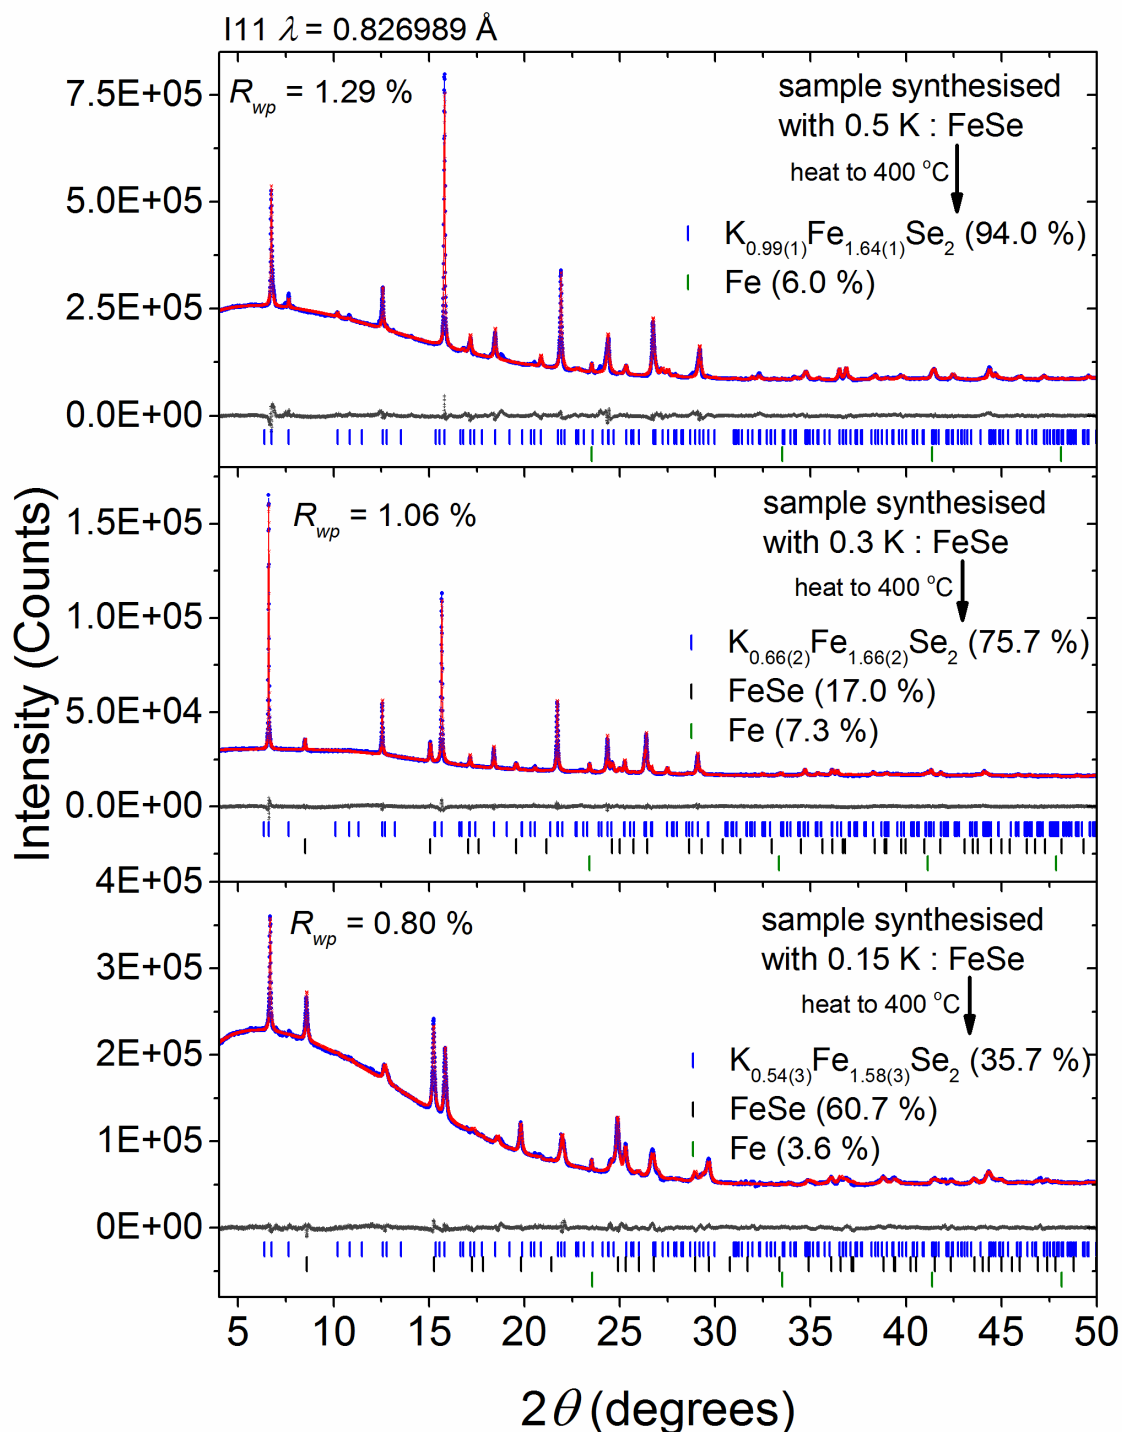 I11 λ = 0.826989 Å
7.5E+05
5.0E+05
2.5E+05
0.0E+00
R_wp = 1.29 %
sample synthesised
with 0.5 K : FeSe
heat to 400 °C
K₀.₉₉₍₁₎Fe₁.₆₄₍₁₎Se₂ (94.0 %)
Fe (6.0 %)
Intensity (Counts)
1.5E+05
1.0E+05
5.0E+04
0.0E+00
R_wp = 1.06 %
sample synthesised
with 0.3 K : FeSe
heat to 400 °C
K₀.₆₆₍₂₎Fe₁.₆₆₍₂₎Se₂ (75.7 %)
FeSe (17.0 %)
Fe (7.3 %)
4E+05
3E+05
2E+05
1E+05
0E+00
R_wp = 0.80 %
sample synthesised
with 0.15 K : FeSe
heat to 400 °C
K₀.₅₄₍₃₎Fe₁.₅₈₍₃₎Se₂ (35.7 %)
FeSe (60.7 %)
Fe (3.6 %)
5 10 15 20 25 30 35 40 45 50
2θ (degrees)